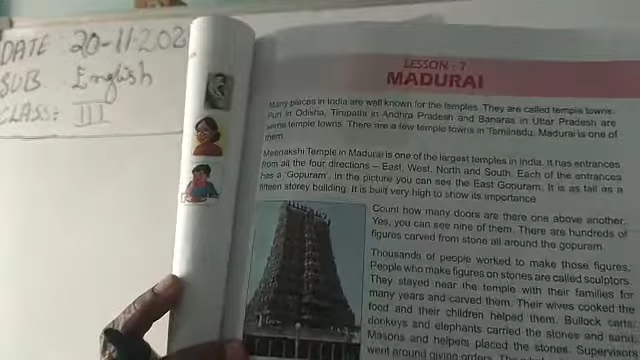 DATE: 20-11-202
SUB English
CLASS: III
LESSON - 7
MADURAI
Many places in India are well known for the temples. They are called temple towns.
Puri in Odisha, Tirupathi in Andhra Pradesh and Banaras in Uttar Pradesh are
some temple towns. There are a few temple towns in Tamilnadu. Madurai is one of
them.
Meenakshi Temple in Madurai is one of the largest temples in India. It has entrances
from all the four directions – East, West, North and South. Each of the entrances
has a 'Gopuram'. In the picture you can see the East Gopuram. It is as tall as a
fifteen storey building. It is built very high to show its importance
Count how many doors are there one above another.
Yes, you can see nine of them. There are hundreds of
figures carved from stone all around the gopuram.
Thousands of people worked to make those figures.
People who make figures on stones are called sculptors.
They stayed near the temple with their families for
many years and carved them. Their wives cooked the
food and their children helped them. Bullock carts,
donkeys and elephants carried the stones and sand
Masons and helpers placed the stones. Supervisors
went around giving orders.